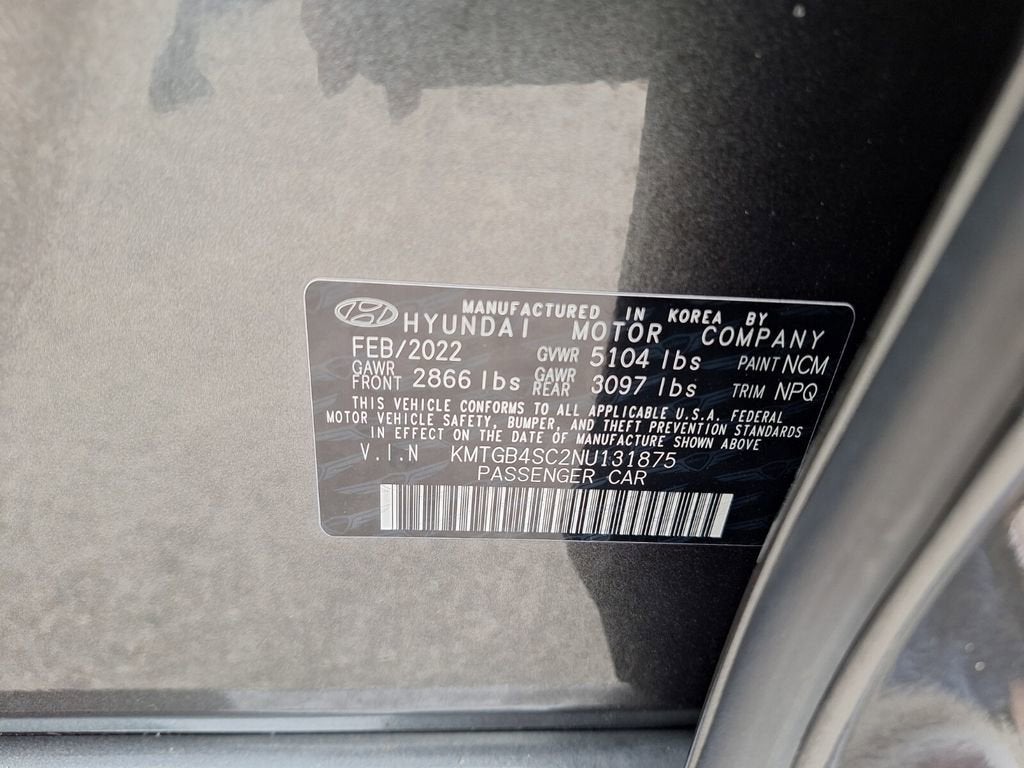 MANUFACTURED IN KOREA BY
HYUNDAI MOTOR COMPANY
FEB/2022 GVWR 5104 lbs PAINT NCM
GAWR FRONT 2866 lbs GAWR REAR 3097 lbs TRIM NPQ
THIS VEHICLE CONFORMS TO ALL APPLICABLE U.S.A. FEDERAL
MOTOR VEHICLE SAFETY, BUMPER, AND THEFT PREVENTION STANDARDS
IN EFFECT ON THE DATE OF MANUFACTURE SHOWN ABOVE
V.I.N KMTGB4SC2NU131875
PASSENGER CAR